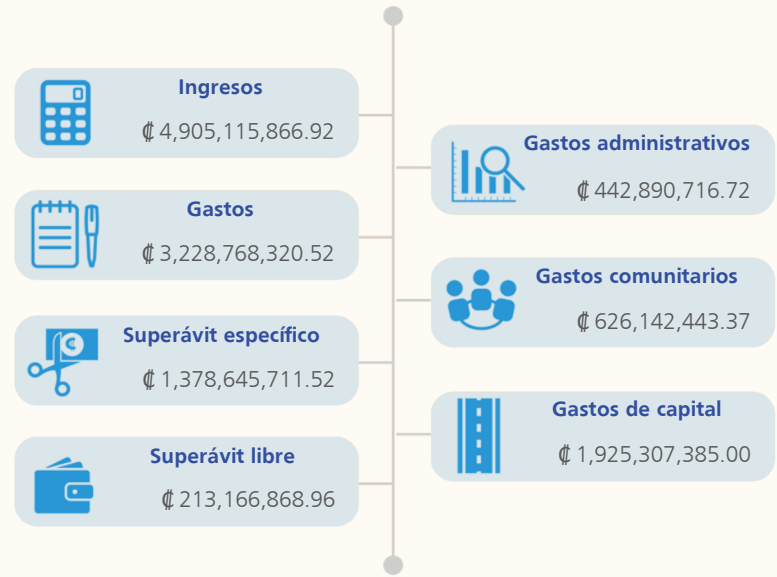 Ingresos
₡ 4,905,115,866.92
Gastos
₡ 3,228,768,320.52
Superávit específico
₡ 1,378,645,711.52
Superávit libre
₡ 213,166,868.96
Gastos administrativos
₡ 442,890,716.72
Gastos comunitarios
₡ 626,142,443.37
Gastos de capital
₡ 1,925,307,385.00